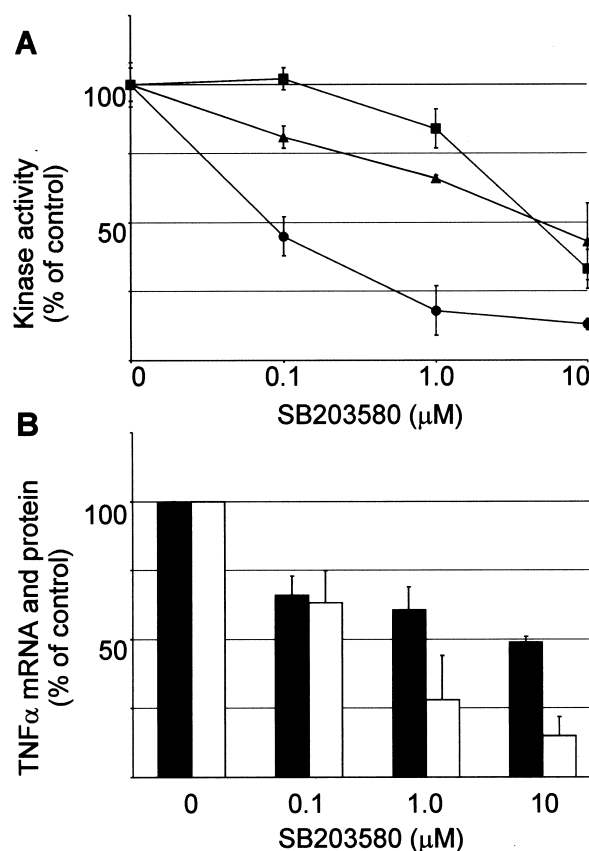 A
Kinase activity
(% of control)
100
50
0
0.1
1.0
10
SB203580 (μM)
B
TNFα mRNA and protein
(% of control)
100
50
0
0.1
1.0
10
SB203580 (μM)